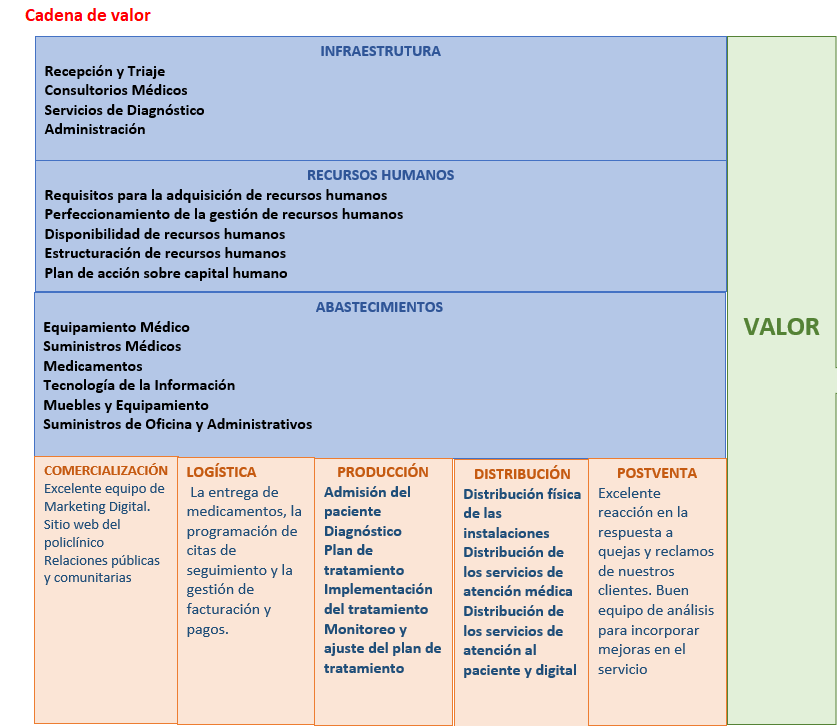 Cadena de valor
INFRAESTRUTURA
Recepción y Triaje
Consultorios Médicos
Servicios de Diagnóstico
Administración
RECURSOS HUMANOS
Requisitos para la adquisición de recursos humanos
Perfeccionamiento de la gestión de recursos humanos
Disponibilidad de recursos humanos
Estructuración de recursos humanos
Plan de acción sobre capital humano
ABASTECIMIENTOS
Equipamiento Médico
Suministros Médicos
Medicamentos
Tecnología de la Información
Muebles y Equipamiento
Suministros de Oficina y Administrativos
VALOR
COMERCIALIZACIÓN
Excelente equipo de
Marketing Digital.
Sitio web del
policlínico
Relaciones públicas
y comunitarias
LOGÍSTICA
La entrega de
medicamentos, la
programación de
citas de
seguimiento y la
gestión de
facturación y
pagos.
PRODUCCIÓN
Admisión del
paciente
Diagnóstico
Plan de
tratamiento
Implementación
del tratamiento
Monitoreo y
ajuste del plan de
tratamiento
DISTRIBUCIÓN
Distribución física
de las
instalaciones
Distribución de
los servicios de
atención médica
Distribución de
los servicios de
atención al
paciente y digital
POSTVENTA
Excelente
reacción en la
respuesta a
quejas y reclamos
de nuestros
clientes. Buen
equipo de análisis
para incorporar
mejoras en el
servicio